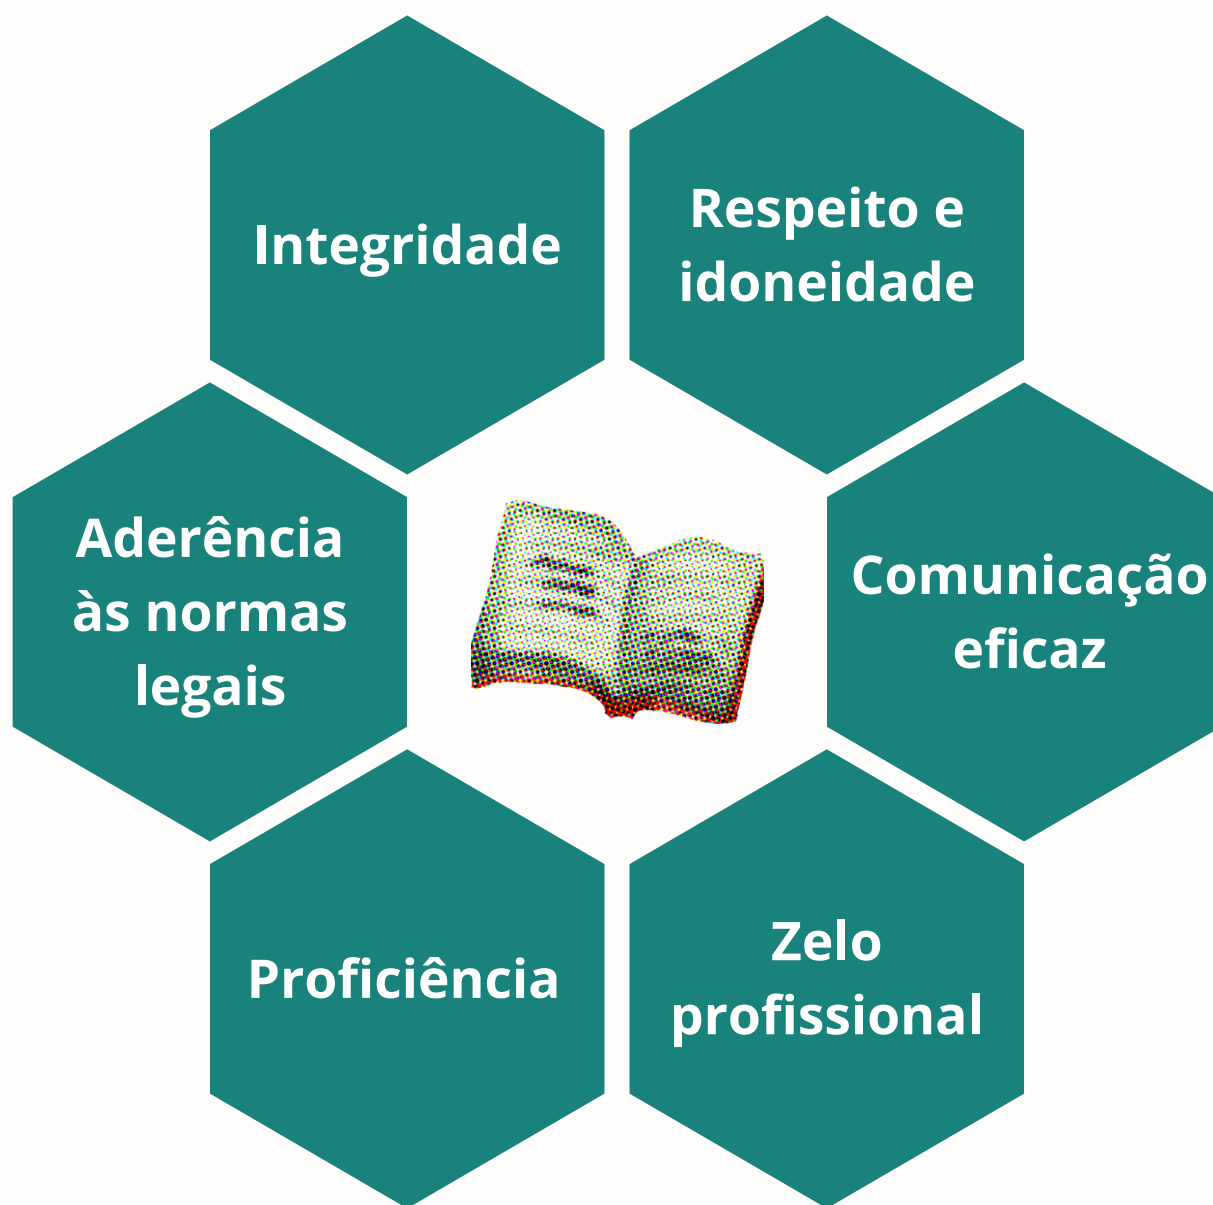 Integridade
Respeito e
idoneidade
Aderência
às normas
legais
Comunicação
eficaz
Proficiência
Zelo
profissional